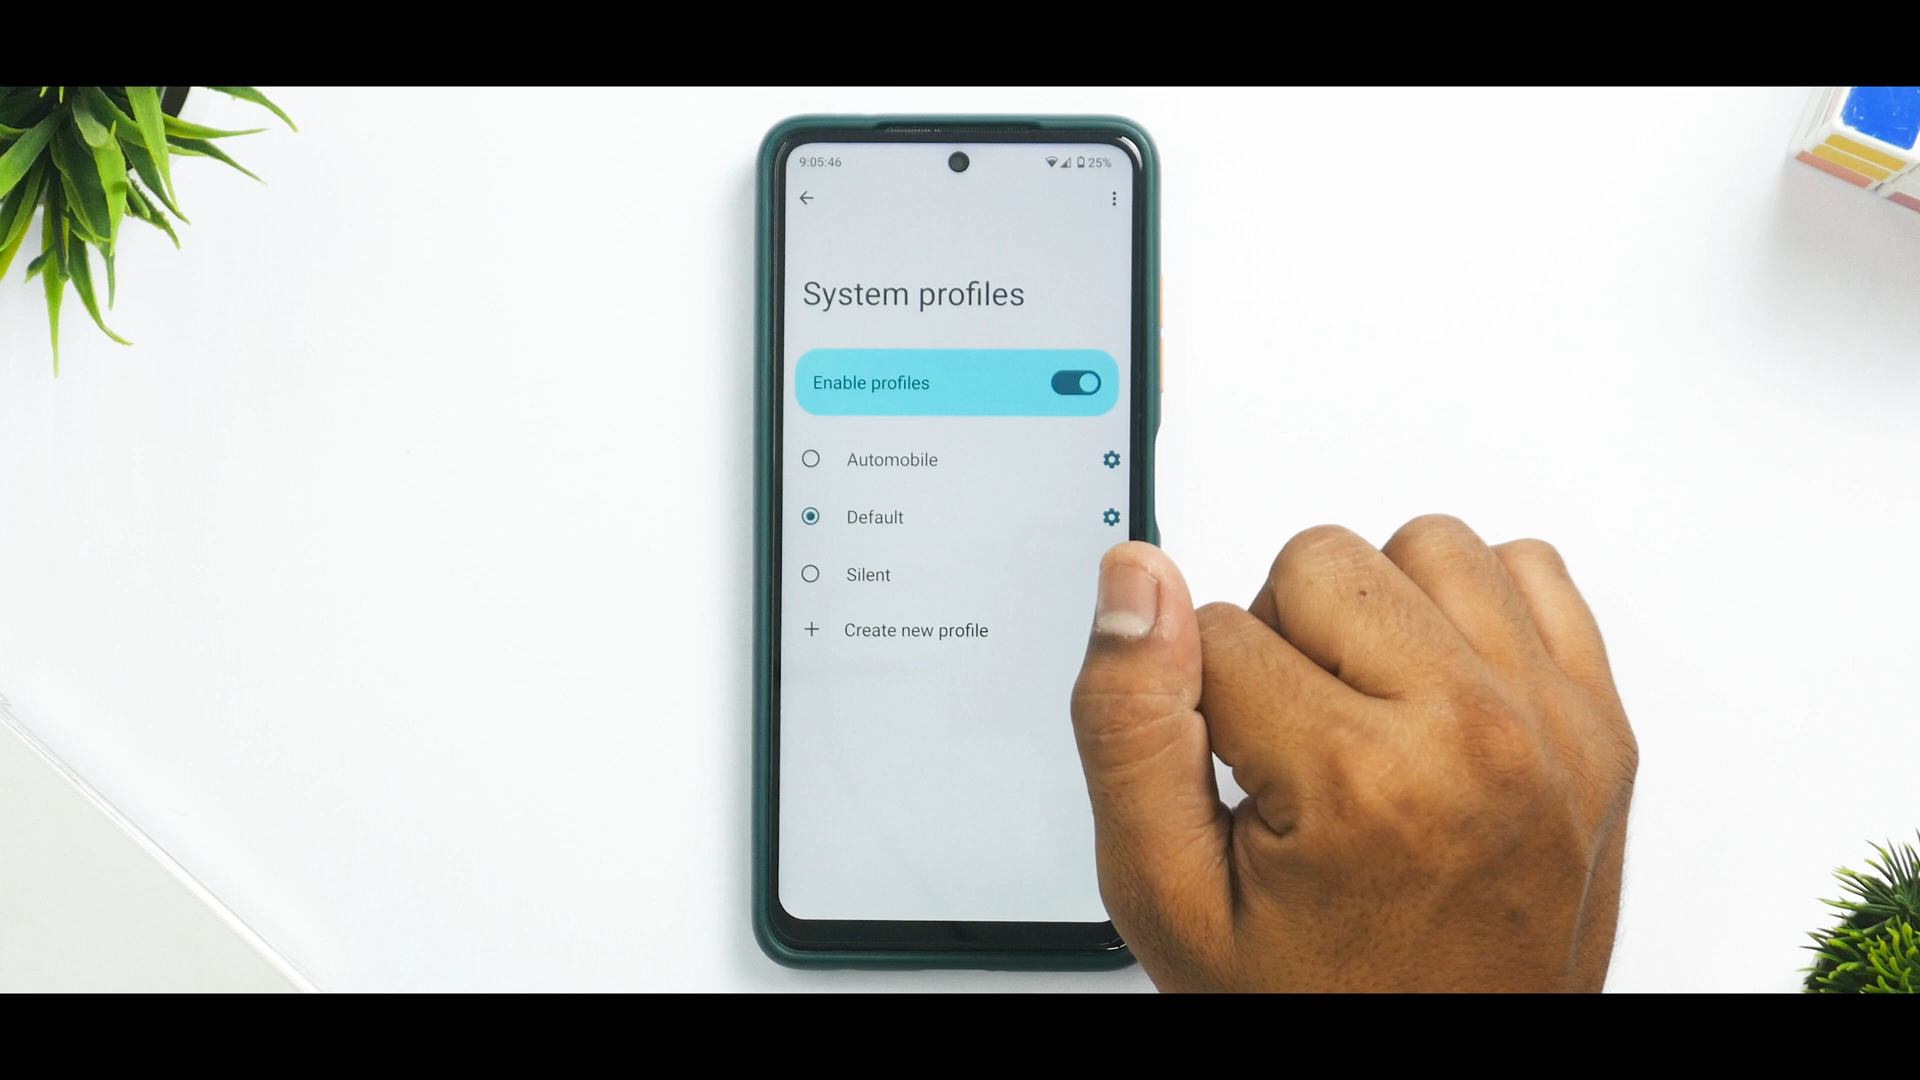 9:05:46 25%
System profiles
Enable profiles
Automobile
Default
Silent
Create new profile